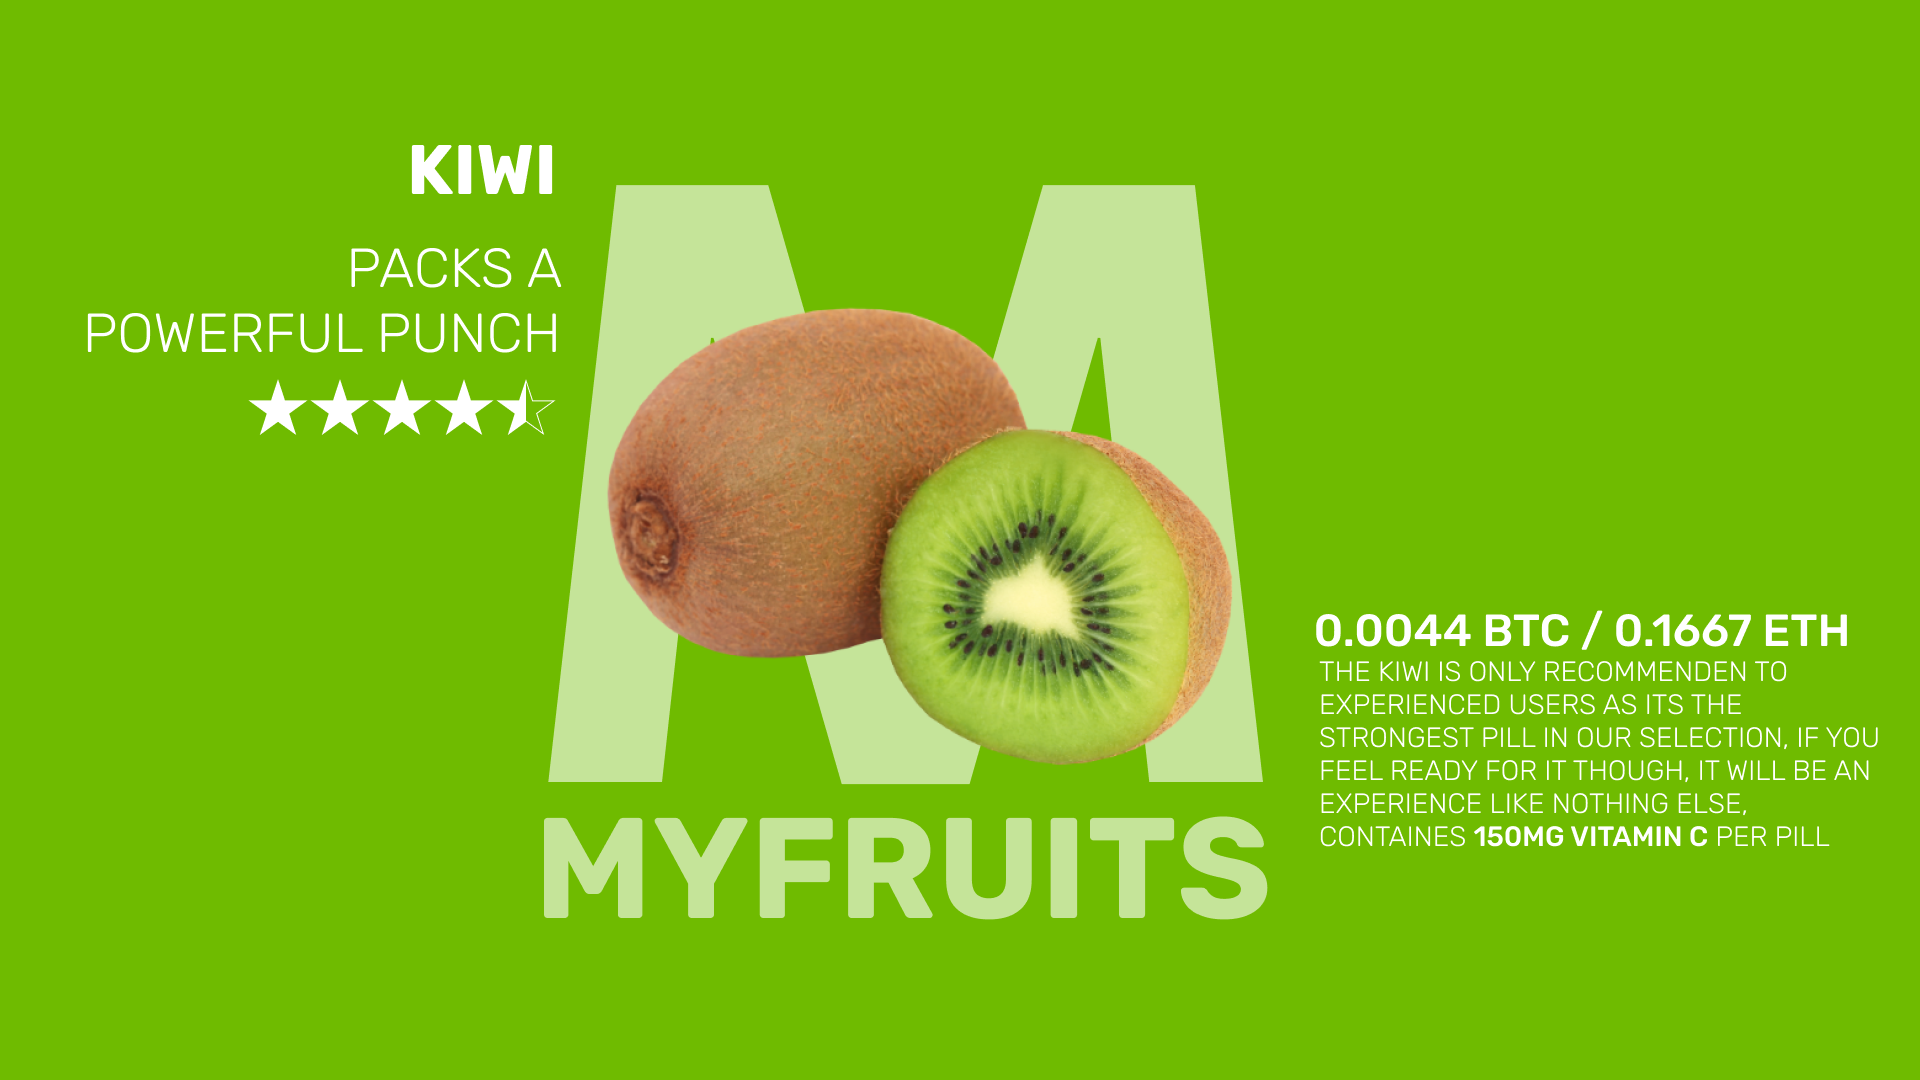 KIWI
PACKS A
POWERFUL PUNCH
M
MYFRUITS
0.0044 BTC / 0.1667 ETH
THE KIWI IS ONLY RECOMMENDEN TO
EXPERIENCED USERS AS ITS THE
STRONGEST PILL IN OUR SELECTION, IF YOU
FEEL READY FOR IT THOUGH, IT WILL BE AN
EXPERIENCE LIKE NOTHING ELSE,
CONTAINES 150MG VITAMIN C PER PILL